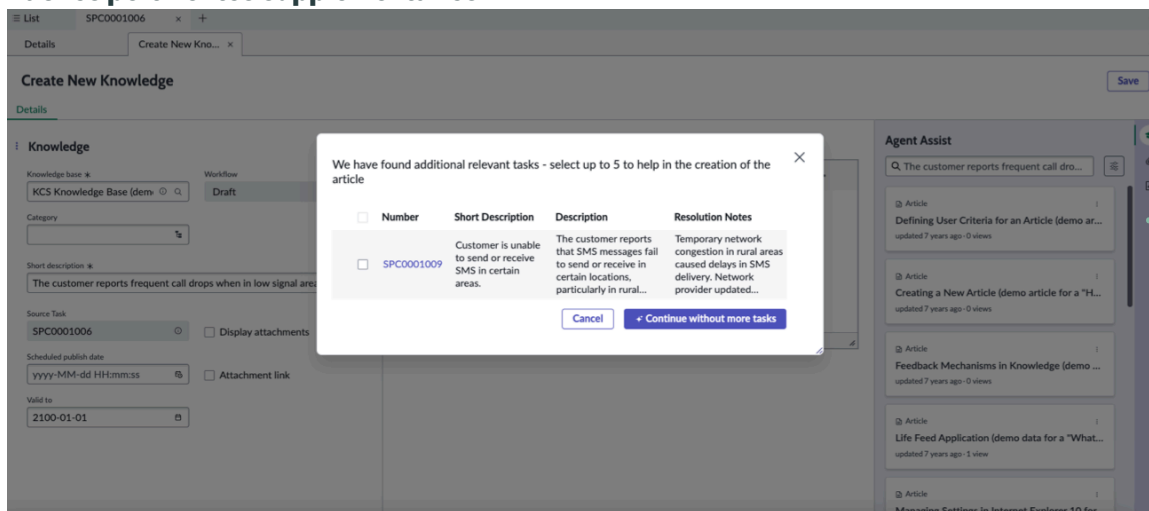 List
SPC0001006
Details
Create New Kno...
Create New Knowledge
Save
Details
Knowledge
Knowledge base
KCS Knowledge Base (dem
Workflow
Draft
Category
Short description
The customer reports frequent call drops when in low signal area
Source Task
SPC0001006
Display attachments
Scheduled publish date
yyyy-MM-dd HH:mm:ss
Attachment link
Valid to
2100-01-01
We have found additional relevant tasks - select up to 5 to help in the creation of the
article
Number
Short Description
Description
Resolution Notes
SPC0001009
Customer is unable
to send or receive
SMS in certain
areas.
The customer reports
that SMS messages fail
to send or receive in
certain locations,
particularly in rural...
Temporary network
congestion in rural areas
caused delays in SMS
delivery. Network
provider updated...
Cancel
Continue without more tasks
Agent Assist
The customer reports frequent call dro...
Article
Defining User Criteria for an Article (demo ar...
updated 7 years ago · 0 views
Article
Creating a New Article (demo article for a "H...
updated 7 years ago · 0 views
Article
Feedback Mechanisms in Knowledge (demo ...
updated 7 years ago · 0 views
Article
Life Feed Application (demo data for a "What...
updated 7 years ago · 1 view
Article
Managing Settings in Internet Explorer 10 for